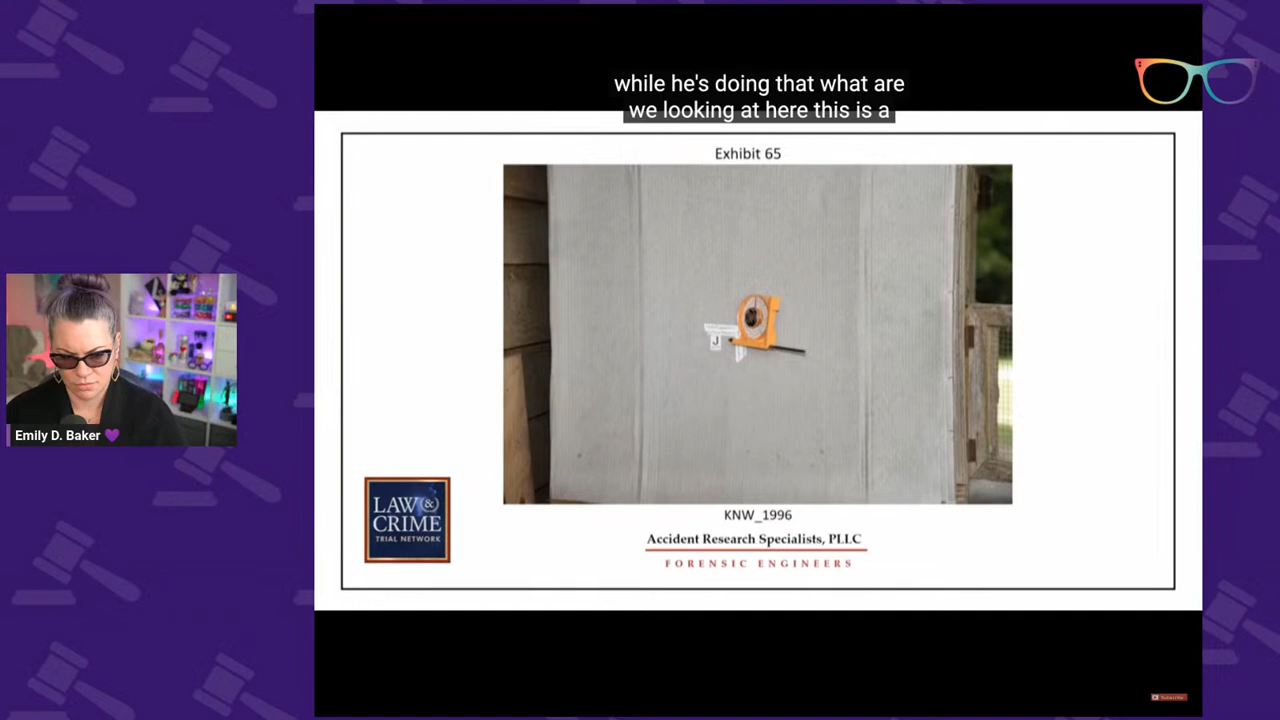 while he's doing that what are
we looking at here this is a
Exhibit 65
J
Emily D. Baker 💜
LAW &
CRIME
TRIAL NETWORK
KNW_1996
Accident Research Specialists, PLLC
FORENSIC ENGINEERS
Subscribe